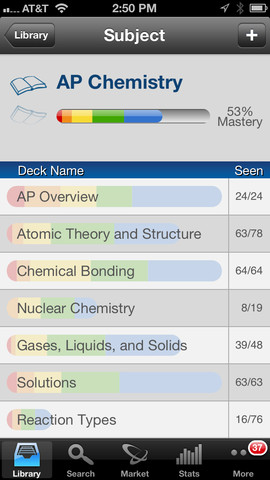 AT&T 2:50 PM
Library Subject +
AP Chemistry
53%
Mastery
Deck Name Seen
AP Overview 24/24
Atomic Theory and Structure 63/78
Chemical Bonding 64/64
Nuclear Chemistry 8/19
Gases, Liquids, and Solids 39/48
Solutions 63/63
Reaction Types 16/76
37
Library Search Market Stats More